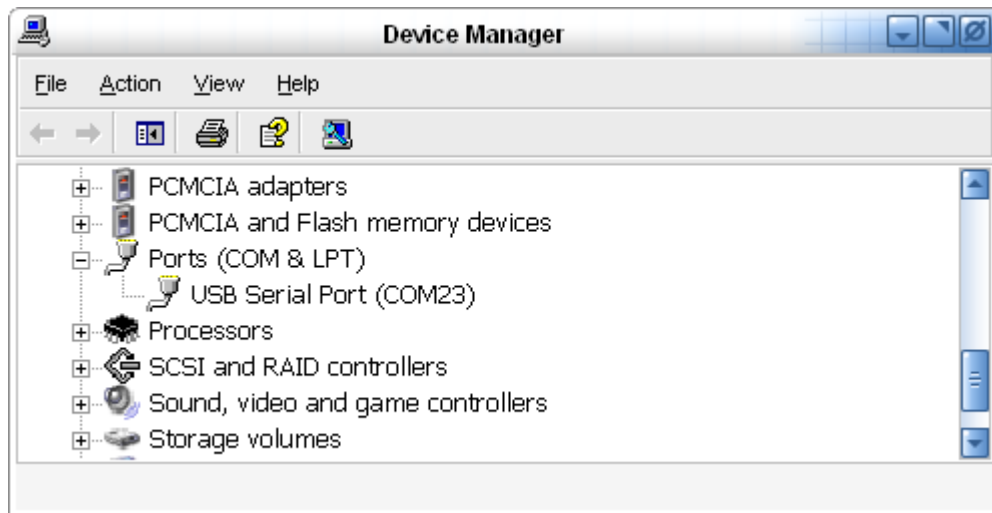 Device Manager
File Action View Help
PCMCIA adapters
PCMCIA and Flash memory devices
Ports (COM & LPT)
USB Serial Port (COM23)
Processors
SCSI and RAID controllers
Sound, video and game controllers
Storage volumes